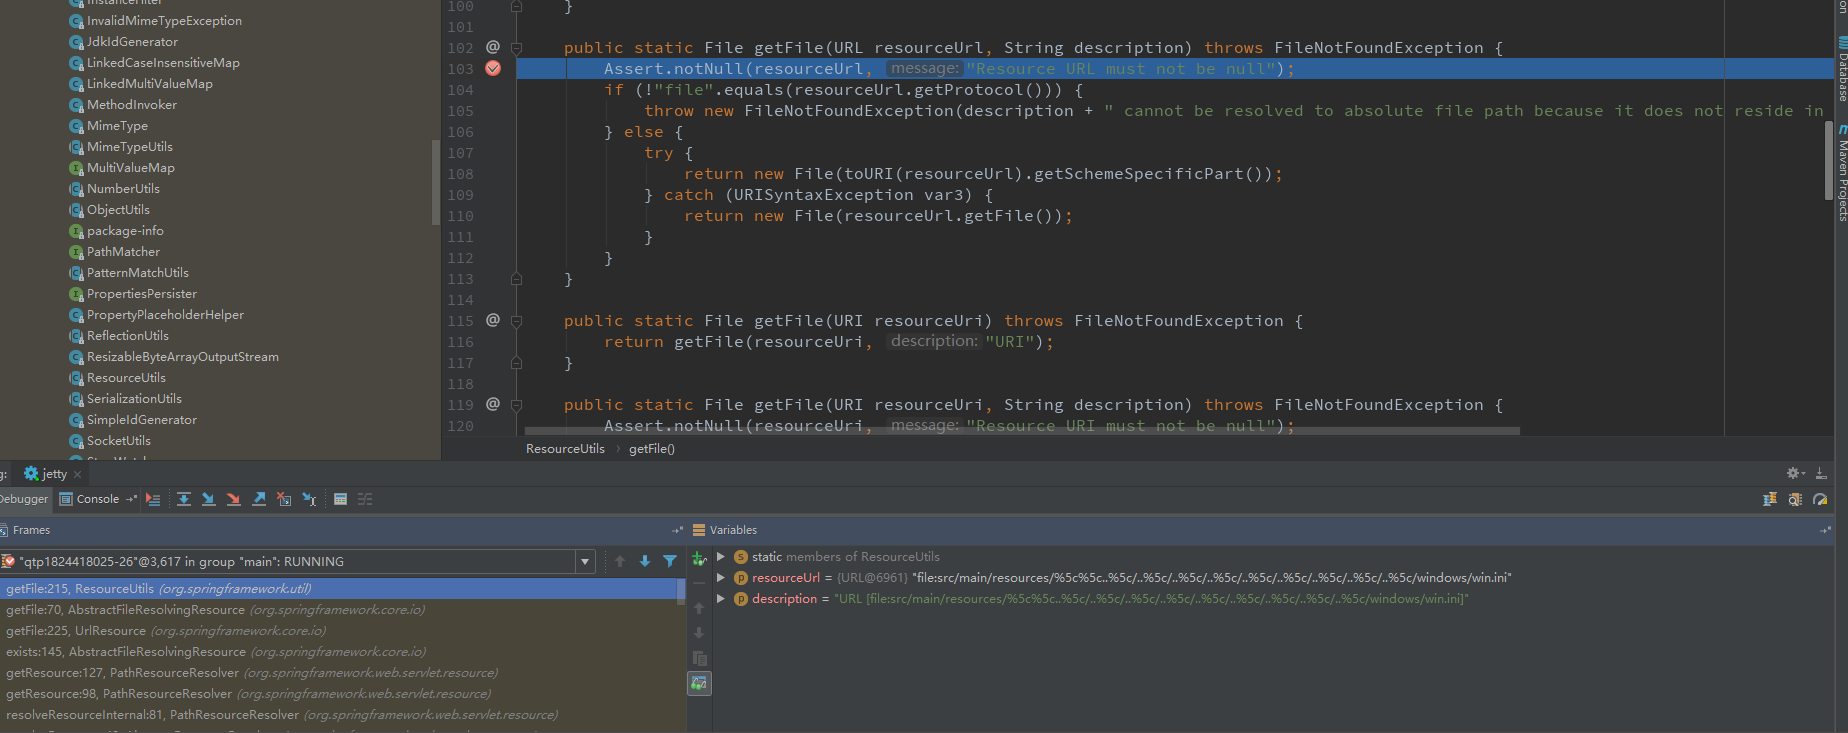 InstanceFilter
InvalidMimeTypeException
JdkIdGenerator
LinkedCaseInsensitiveMap
LinkedMultiValueMap
MethodInvoker
MimeType
MimeTypeUtils
MultiValueMap
NumberUtils
ObjectUtils
package-info
PathMatcher
PatternMatchUtils
PropertiesPersister
PropertyPlaceholderHelper
ReflectionUtils
ResizableByteArrayOutputStream
ResourceUtils
SerializationUtils
SimpleIdGenerator
SocketUtils
100 }
101
102 @ public static File getFile(URL resourceUrl, String description) throws FileNotFoundException {
103 Assert.notNull(resourceUrl, message: "Resource URL must not be null");
104 if (!"file".equals(resourceUrl.getProtocol())) {
105 throw new FileNotFoundException(description + " cannot be resolved to absolute file path because it does not reside in
106 } else {
107 try {
108 return new File(toURI(resourceUrl).getSchemeSpecificPart());
109 } catch (URISyntaxException var3) {
110 return new File(resourceUrl.getFile());
111 }
112 }
113 }
114
115 @ public static File getFile(URI resourceUri) throws FileNotFoundException {
116 return getFile(resourceUri, description: "URI");
117 }
118
119 @ public static File getFile(URI resourceUri, String description) throws FileNotFoundException {
120 Assert.notNull(resourceUri, message: "Resource URI must not be null");
ResourceUtils › getFile()
Database
Maven Projects
g: jetty ×
Debugger Console
Frames
"qtp1824418025-26"@3,617 in group "main": RUNNING
getFile:215, ResourceUtils (org.springframework.util)
getFile:70, AbstractFileResolvingResource (org.springframework.core.io)
getFile:225, UrlResource (org.springframework.core.io)
exists:145, AbstractFileResolvingResource (org.springframework.core.io)
getResource:127, PathResourceResolver (org.springframework.web.servlet.resource)
getResource:98, PathResourceResolver (org.springframework.web.servlet.resource)
resolveResourceInternal:81, PathResourceResolver (org.springframework.web.servlet.resource)
Variables
static members of ResourceUtils
resourceUrl = {URL@6961} "file:src/main/resources/%5c%5c..%5c/..%5c/..%5c/..%5c/..%5c/..%5c/..%5c/..%5c/..%5c/windows/win.ini"
description = "URL [file:src/main/resources/%5c%5c..%5c/..%5c/..%5c/..%5c/..%5c/..%5c/..%5c/..%5c/..%5c/windows/win.ini]"